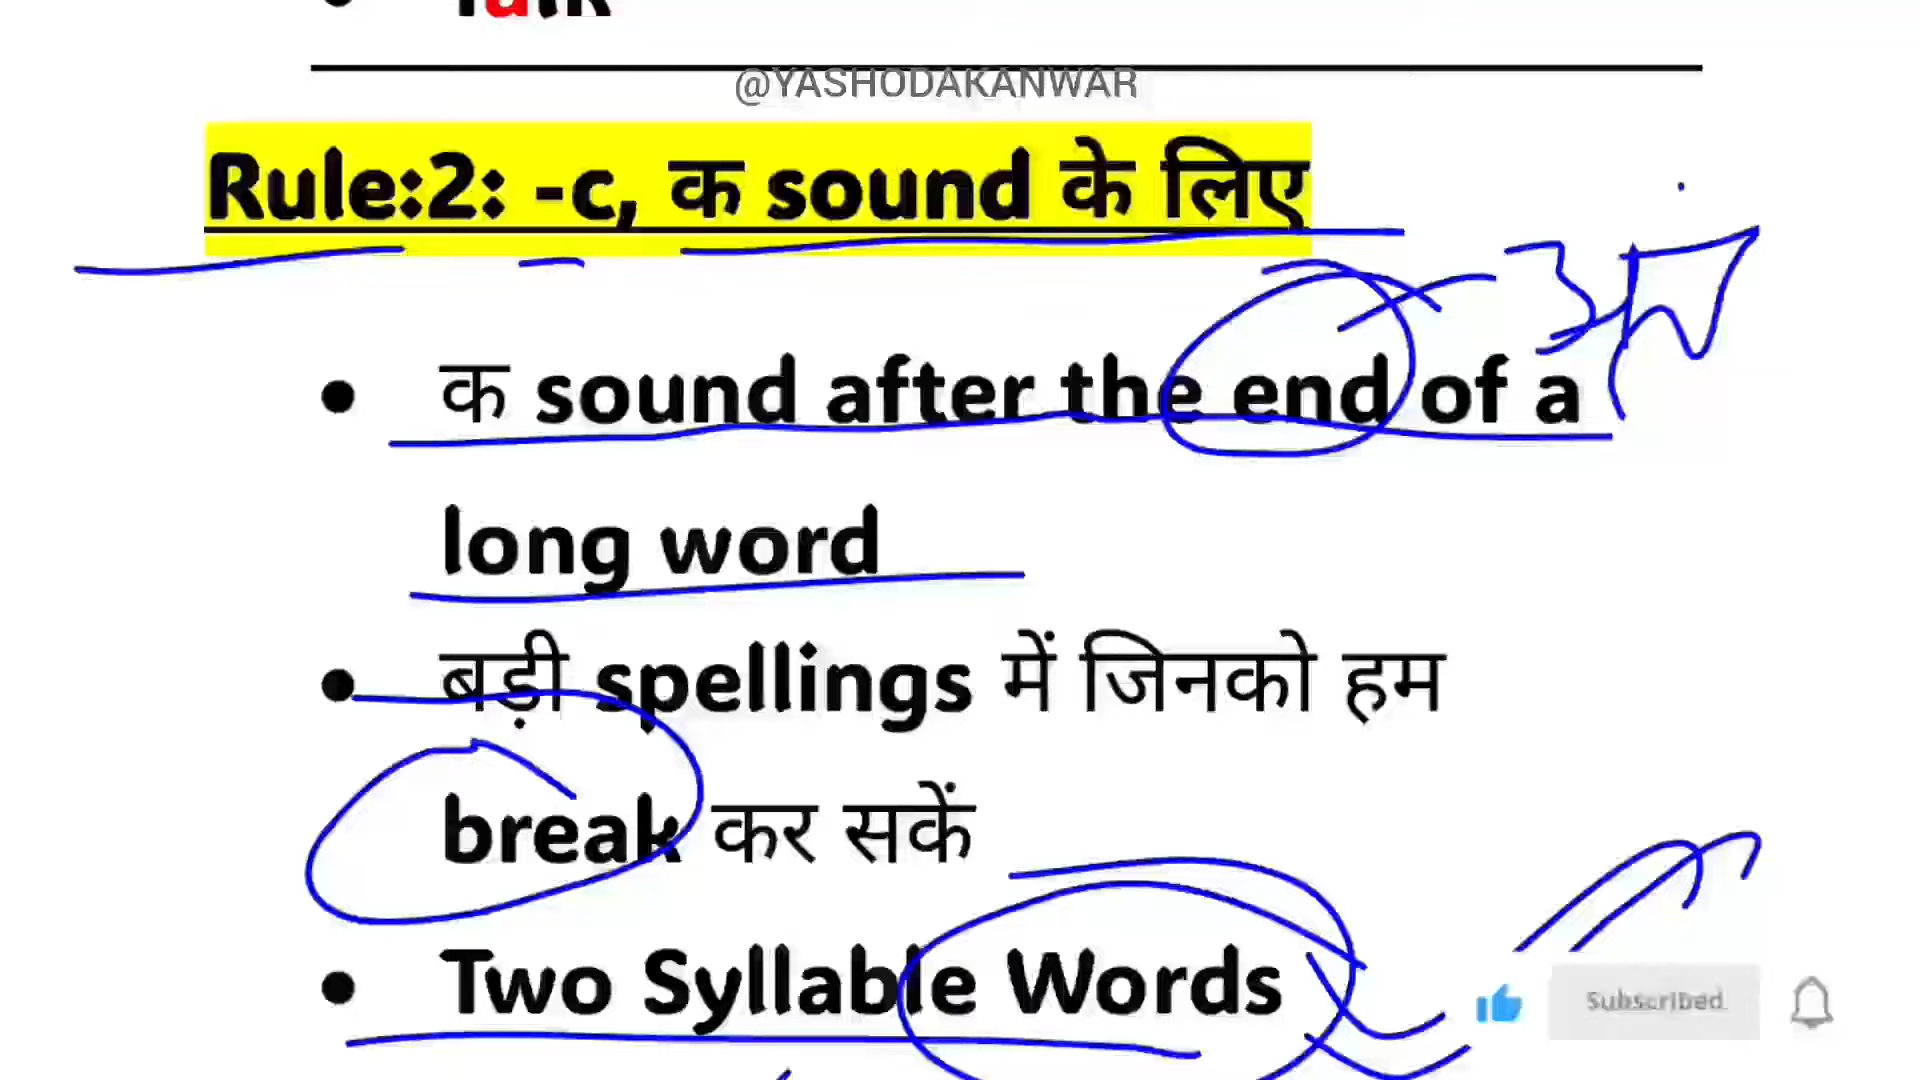 @YASHODAKANWAR
Rule:2: -c, क sound के लिए
• क sound after the end of a
long word
• बड़ी spellings में जिनको हम
break कर सकें
• Two Syllable Words
Subscribed